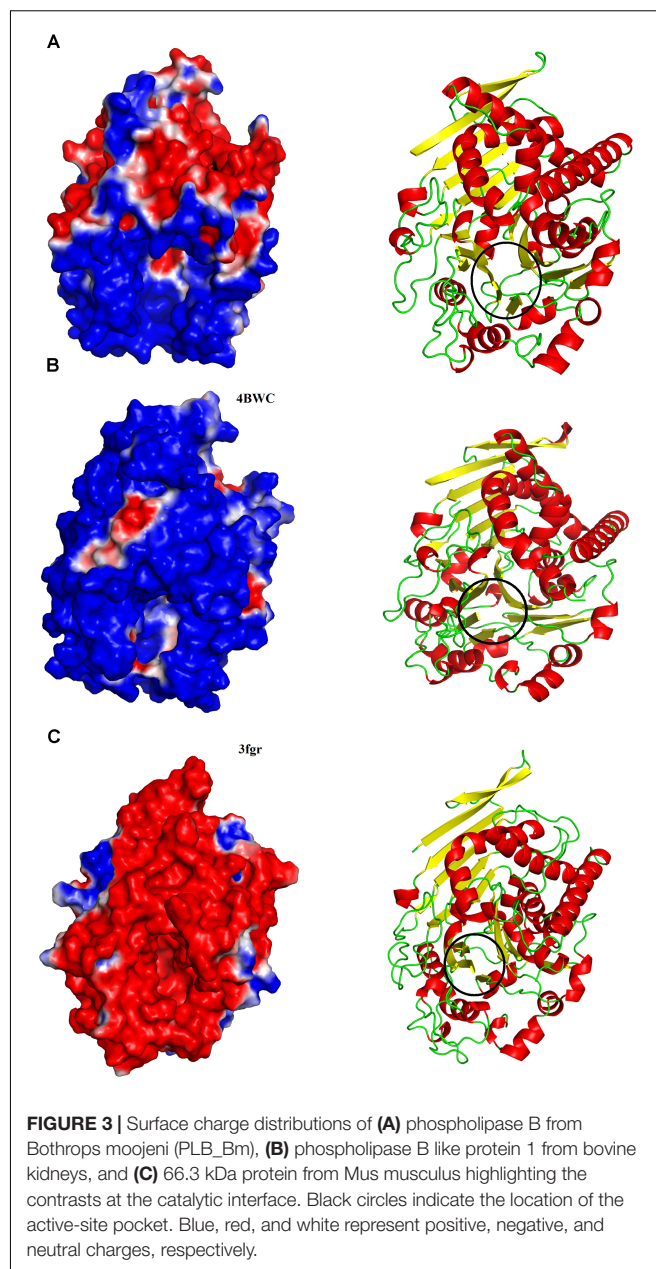 A
B
4BWC
C
3fgr
FIGURE 3 | Surface charge distributions of (A) phospholipase B from
Bothrops moojeni (PLB_Bm), (B) phospholipase B like protein 1 from bovine
kidneys, and (C) 66.3 kDa protein from Mus musculus highlighting the
contrasts at the catalytic interface. Black circles indicate the location of the
active-site pocket. Blue, red, and white represent positive, negative, and
neutral charges, respectively.